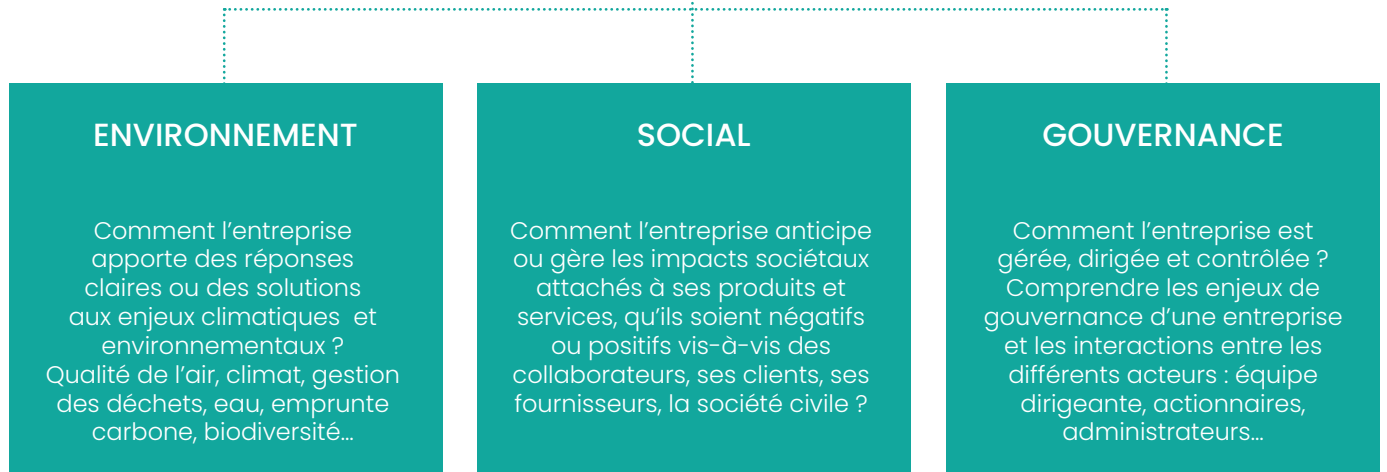 ENVIRONNEMENT
Comment l’entreprise
apporte des réponses
claires ou des solutions
aux enjeux climatiques et
environnementaux ?
Qualité de l’air, climat, gestion
des déchets, eau, emprunte
carbone, biodiversité…
SOCIAL
Comment l’entreprise anticipe
ou gère les impacts sociétaux
attachés à ses produits et
services, qu’ils soient négatifs
ou positifs vis-à-vis des
collaborateurs, ses clients, ses
fournisseurs, la société civile ?
GOUVERNANCE
Comment l’entreprise est
gérée, dirigée et contrôlée ?
Comprendre les enjeux de
gouvernance d’une entreprise
et les interactions entre les
différents acteurs : équipe
dirigeante, actionnaires,
administrateurs…